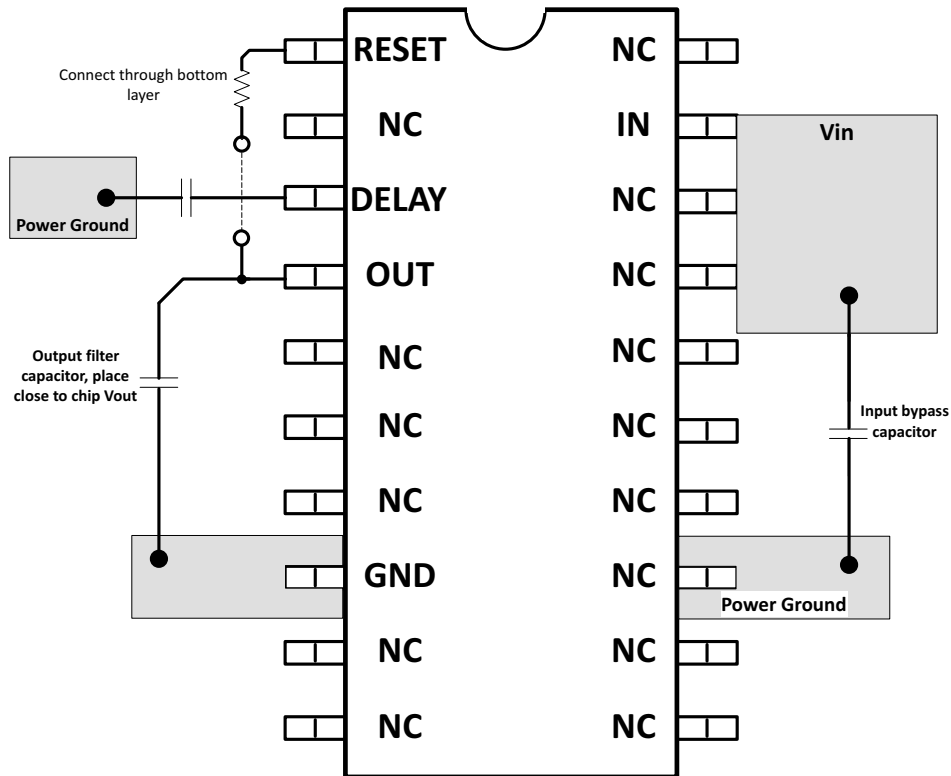 RESET
NC
Connect through bottom
layer
NC
IN
Vin
DELAY
NC
Power Ground
OUT
NC
Output filter
capacitor, place
close to chip Vout
NC
NC
NC
NC
Input bypass
capacitor
NC
NC
GND
NC
Power Ground
NC
NC
NC
NC